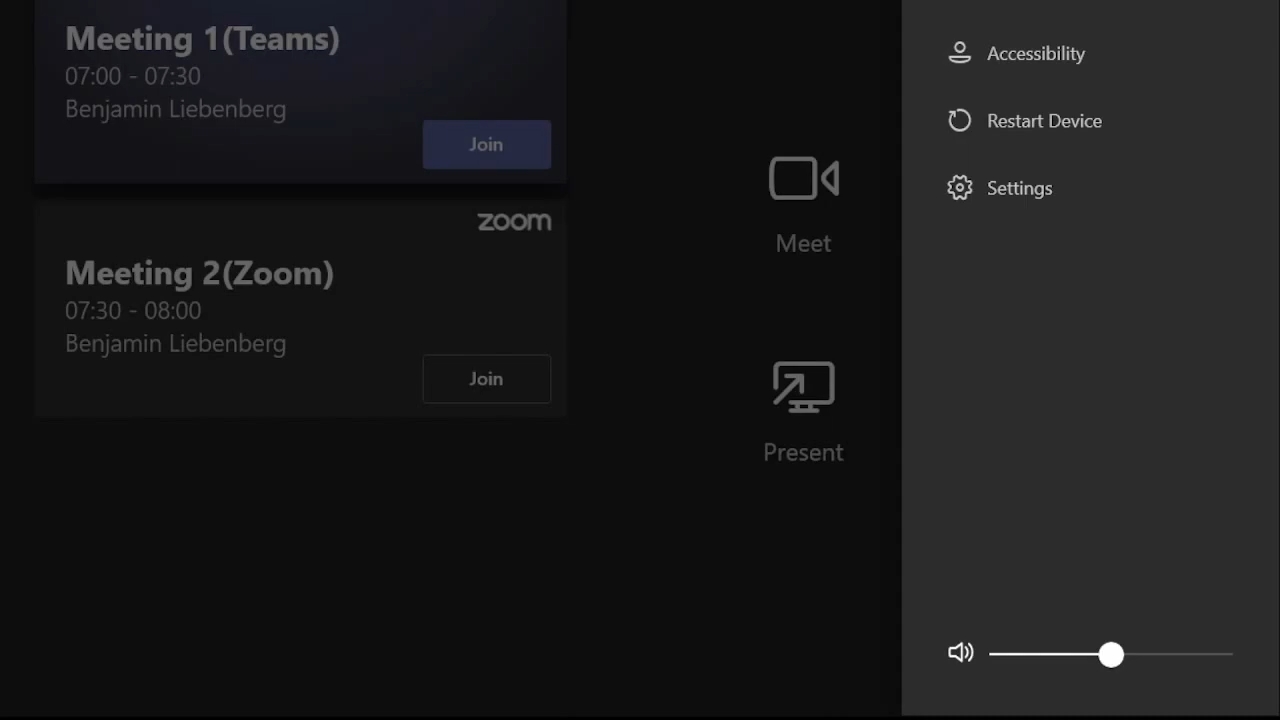 Meeting 1(Teams)
07:00 - 07:30
Benjamin Liebenberg
Join
zoom
Meeting 2(Zoom)
07:30 - 08:00
Benjamin Liebenberg
Join
Meet
Present
Accessibility
Restart Device
Settings